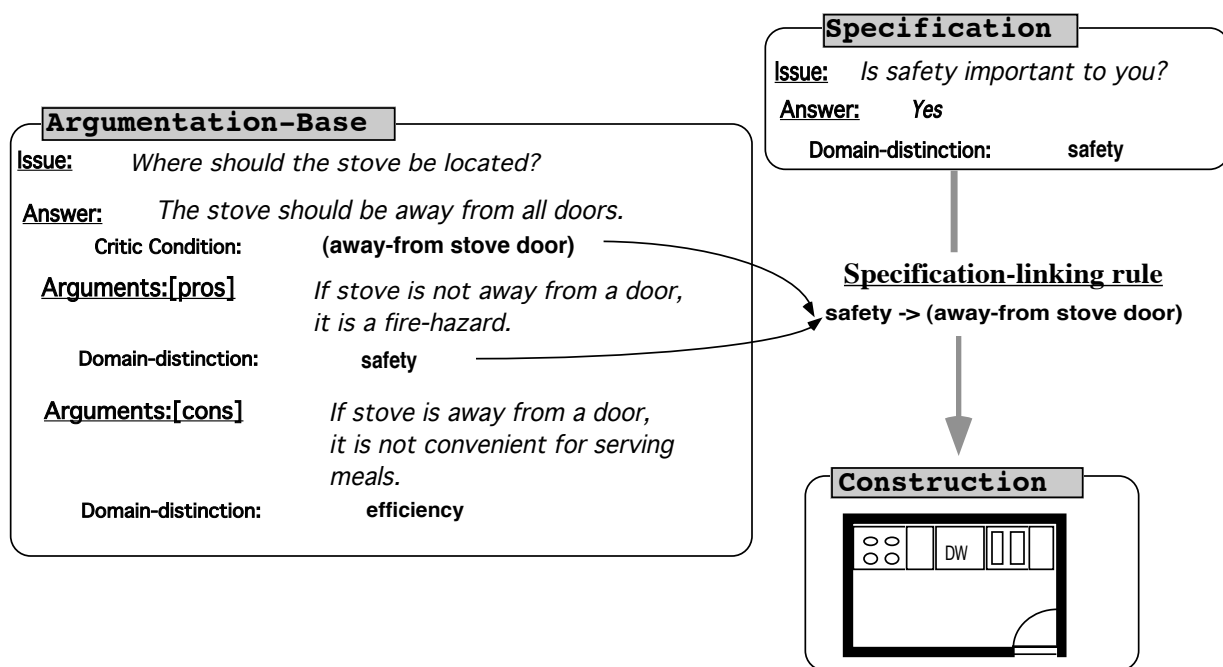 Specification
Issue: Is safety important to you?
Answer: Yes
Domain-distinction: safety
Argumentation-Base
Issue: Where should the stove be located?
Answer: The stove should be away from all doors.
Critic Condition: (away-from stove door)
Arguments:[pros] If stove is not away from a door,
it is a fire-hazard.
Domain-distinction: safety
Arguments:[cons] If stove is away from a door,
it is not convenient for serving
meals.
Domain-distinction: efficiency
Specification-linking rule
safety -> (away-from stove door)
Construction
DW